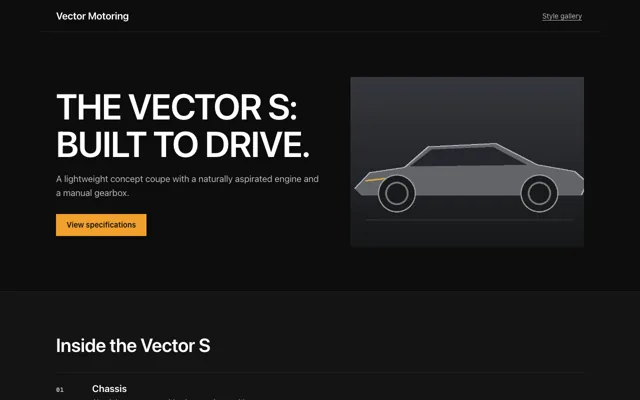 Vector Motoring
Style gallery
THE VECTOR S:
BUILT TO DRIVE.
A lightweight concept coupe with a naturally aspirated engine and
a manual gearbox.
View specifications
Inside the Vector S
01
Chassis